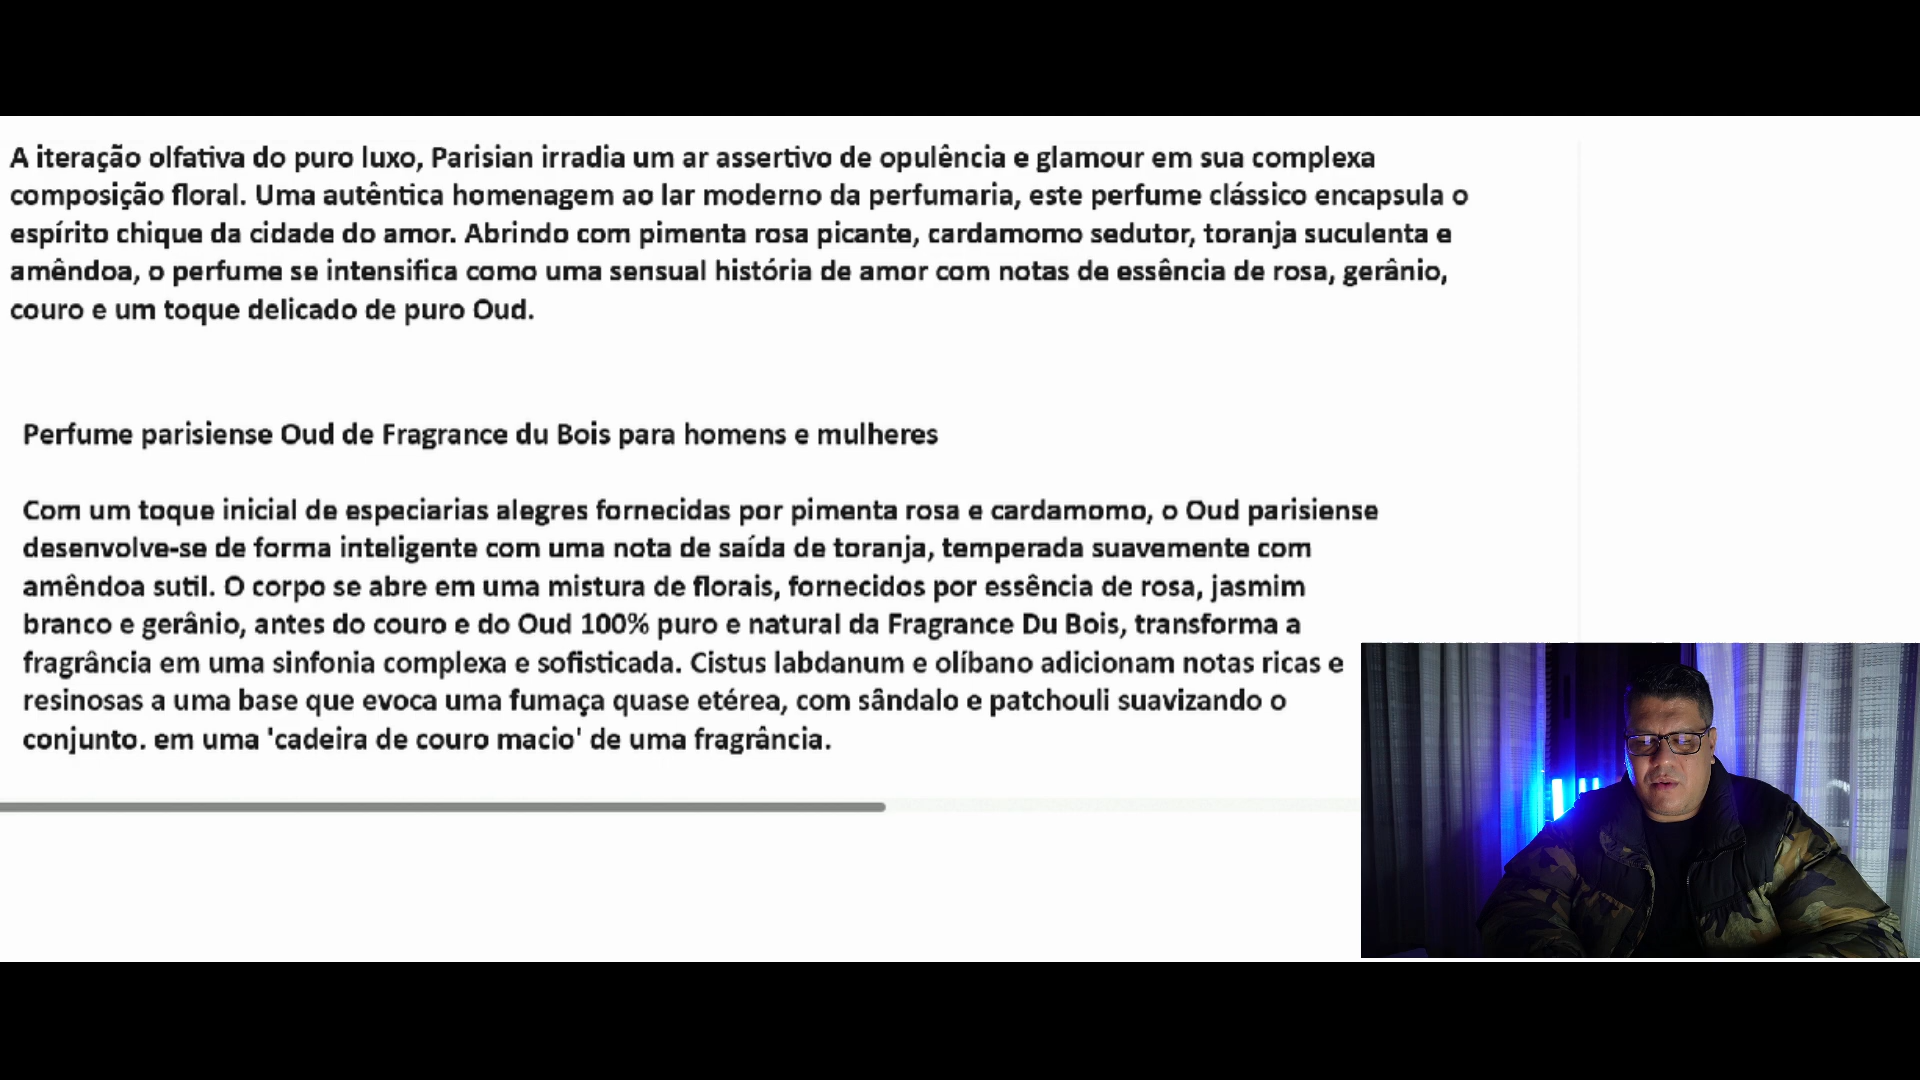 A iteração olfativa do puro luxo, Parisian irradia um ar assertivo de opulência e glamour em sua complexa
composição floral. Uma autêntica homenagem ao lar moderno da perfumaria, este perfume clássico encapsula o
espírito chique da cidade do amor. Abrindo com pimenta rosa picante, cardamomo sedutor, toranja suculenta e
amêndoa, o perfume se intensifica como uma sensual história de amor com notas de essência de rosa, gerânio,
couro e um toque delicado de puro Oud.
Perfume parisiense Oud de Fragrance du Bois para homens e mulheres
Com um toque inicial de especiarias alegres fornecidas por pimenta rosa e cardamomo, o Oud parisiense
desenvolve-se de forma inteligente com uma nota de saída de toranja, temperada suavemente com
amêndoa sutil. O corpo se abre em uma mistura de florais, fornecidos por essência de rosa, jasmim
branco e gerânio, antes do couro e do Oud 100% puro e natural da Fragrance Du Bois, transforma a
fragrância em uma sinfonia complexa e sofisticada. Cistus labdanum e olíbano adicionam notas ricas e
resinosas a uma base que evoca uma fumaça quase etérea, com sândalo e patchouli suavizando o
conjunto. em uma 'cadeira de couro macio' de uma fragrância.